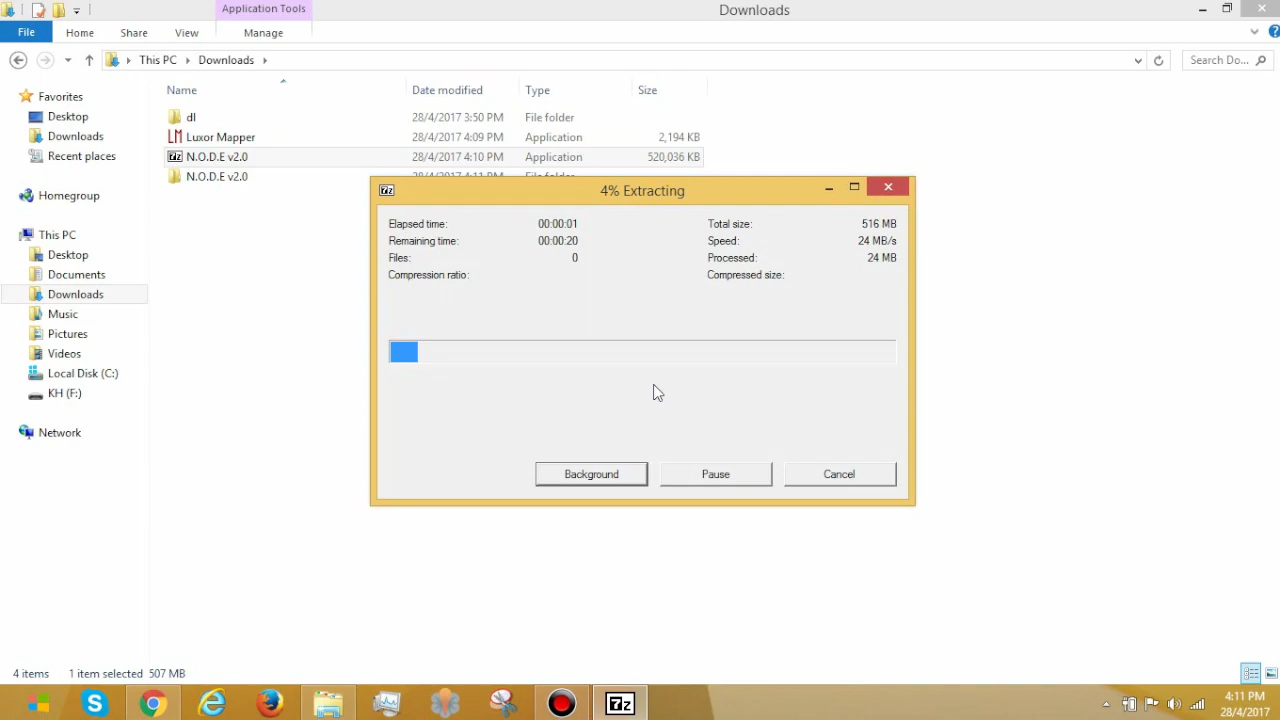 Application Tools
Downloads
File
Home
Share
View
Manage
This PC
Downloads
Search Do...
Name
Date modified
Type
Size
Favorites
Desktop
Downloads
Recent places
Homegroup
This PC
Desktop
Documents
Downloads
Music
Pictures
Videos
Local Disk (C:)
KH (F:)
Network
dl 28/4/2017 3:50 PM File folder
LM Luxor Mapper 28/4/2017 4:09 PM Application 2,194 KB
7z N.O.D.E v2.0 28/4/2017 4:10 PM Application 520,036 KB
N.O.D.E v2.0 28/4/2017 4:11 PM File folder
7z 4% Extracting
Elapsed time: 00:00:01 Total size: 516 MB
Remaining time: 00:00:20 Speed: 24 MB/s
Files: 0 Processed: 24 MB
Compression ratio: Compressed size:
Background Pause Cancel
4 items 1 item selected 507 MB
7z
4:11 PM
28/4/2017